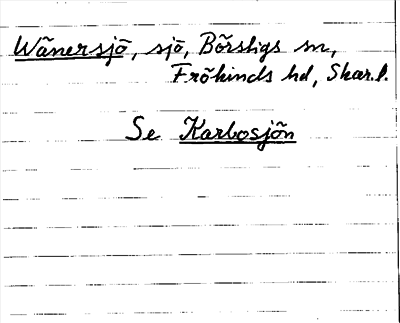 Wänersjö, sjö, Börstigs sn,
Frökinds hd, Skar.l.
Se Karbosjön